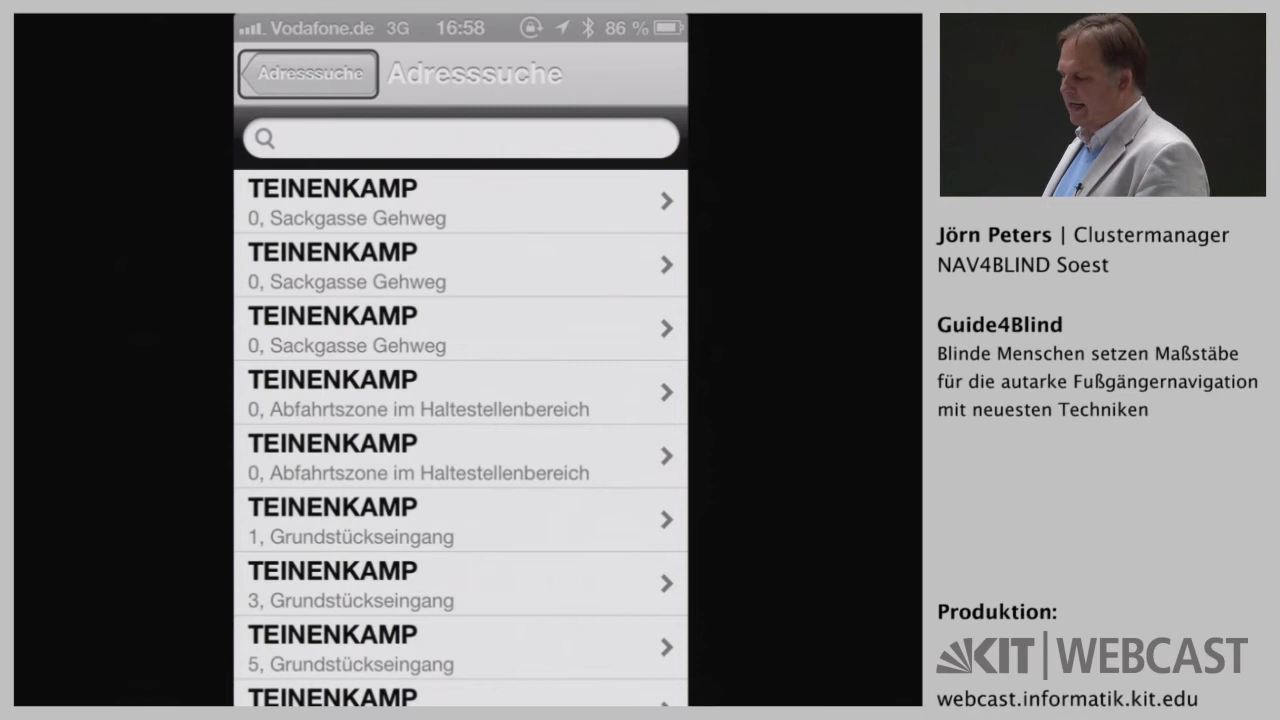 Vodafone.de 3G 16:58 86 %
Adresssuche Adresssuche
TEINENKAMP
0, Sackgasse Gehweg
TEINENKAMP
0, Sackgasse Gehweg
TEINENKAMP
0, Sackgasse Gehweg
TEINENKAMP
0, Abfahrtszone im Haltestellenbereich
TEINENKAMP
0, Abfahrtszone im Haltestellenbereich
TEINENKAMP
1, Grundstückseingang
TEINENKAMP
3, Grundstückseingang
TEINENKAMP
5, Grundstückseingang
TEINENKAMP
Jörn Peters | Clustermanager
NAV4BLIND Soest
Guide4Blind
Blinde Menschen setzen Maßstäbe
für die autarke Fußgängernavigation
mit neuesten Techniken
Produktion:
KIT | WEBCAST
webcast.informatik.kit.edu